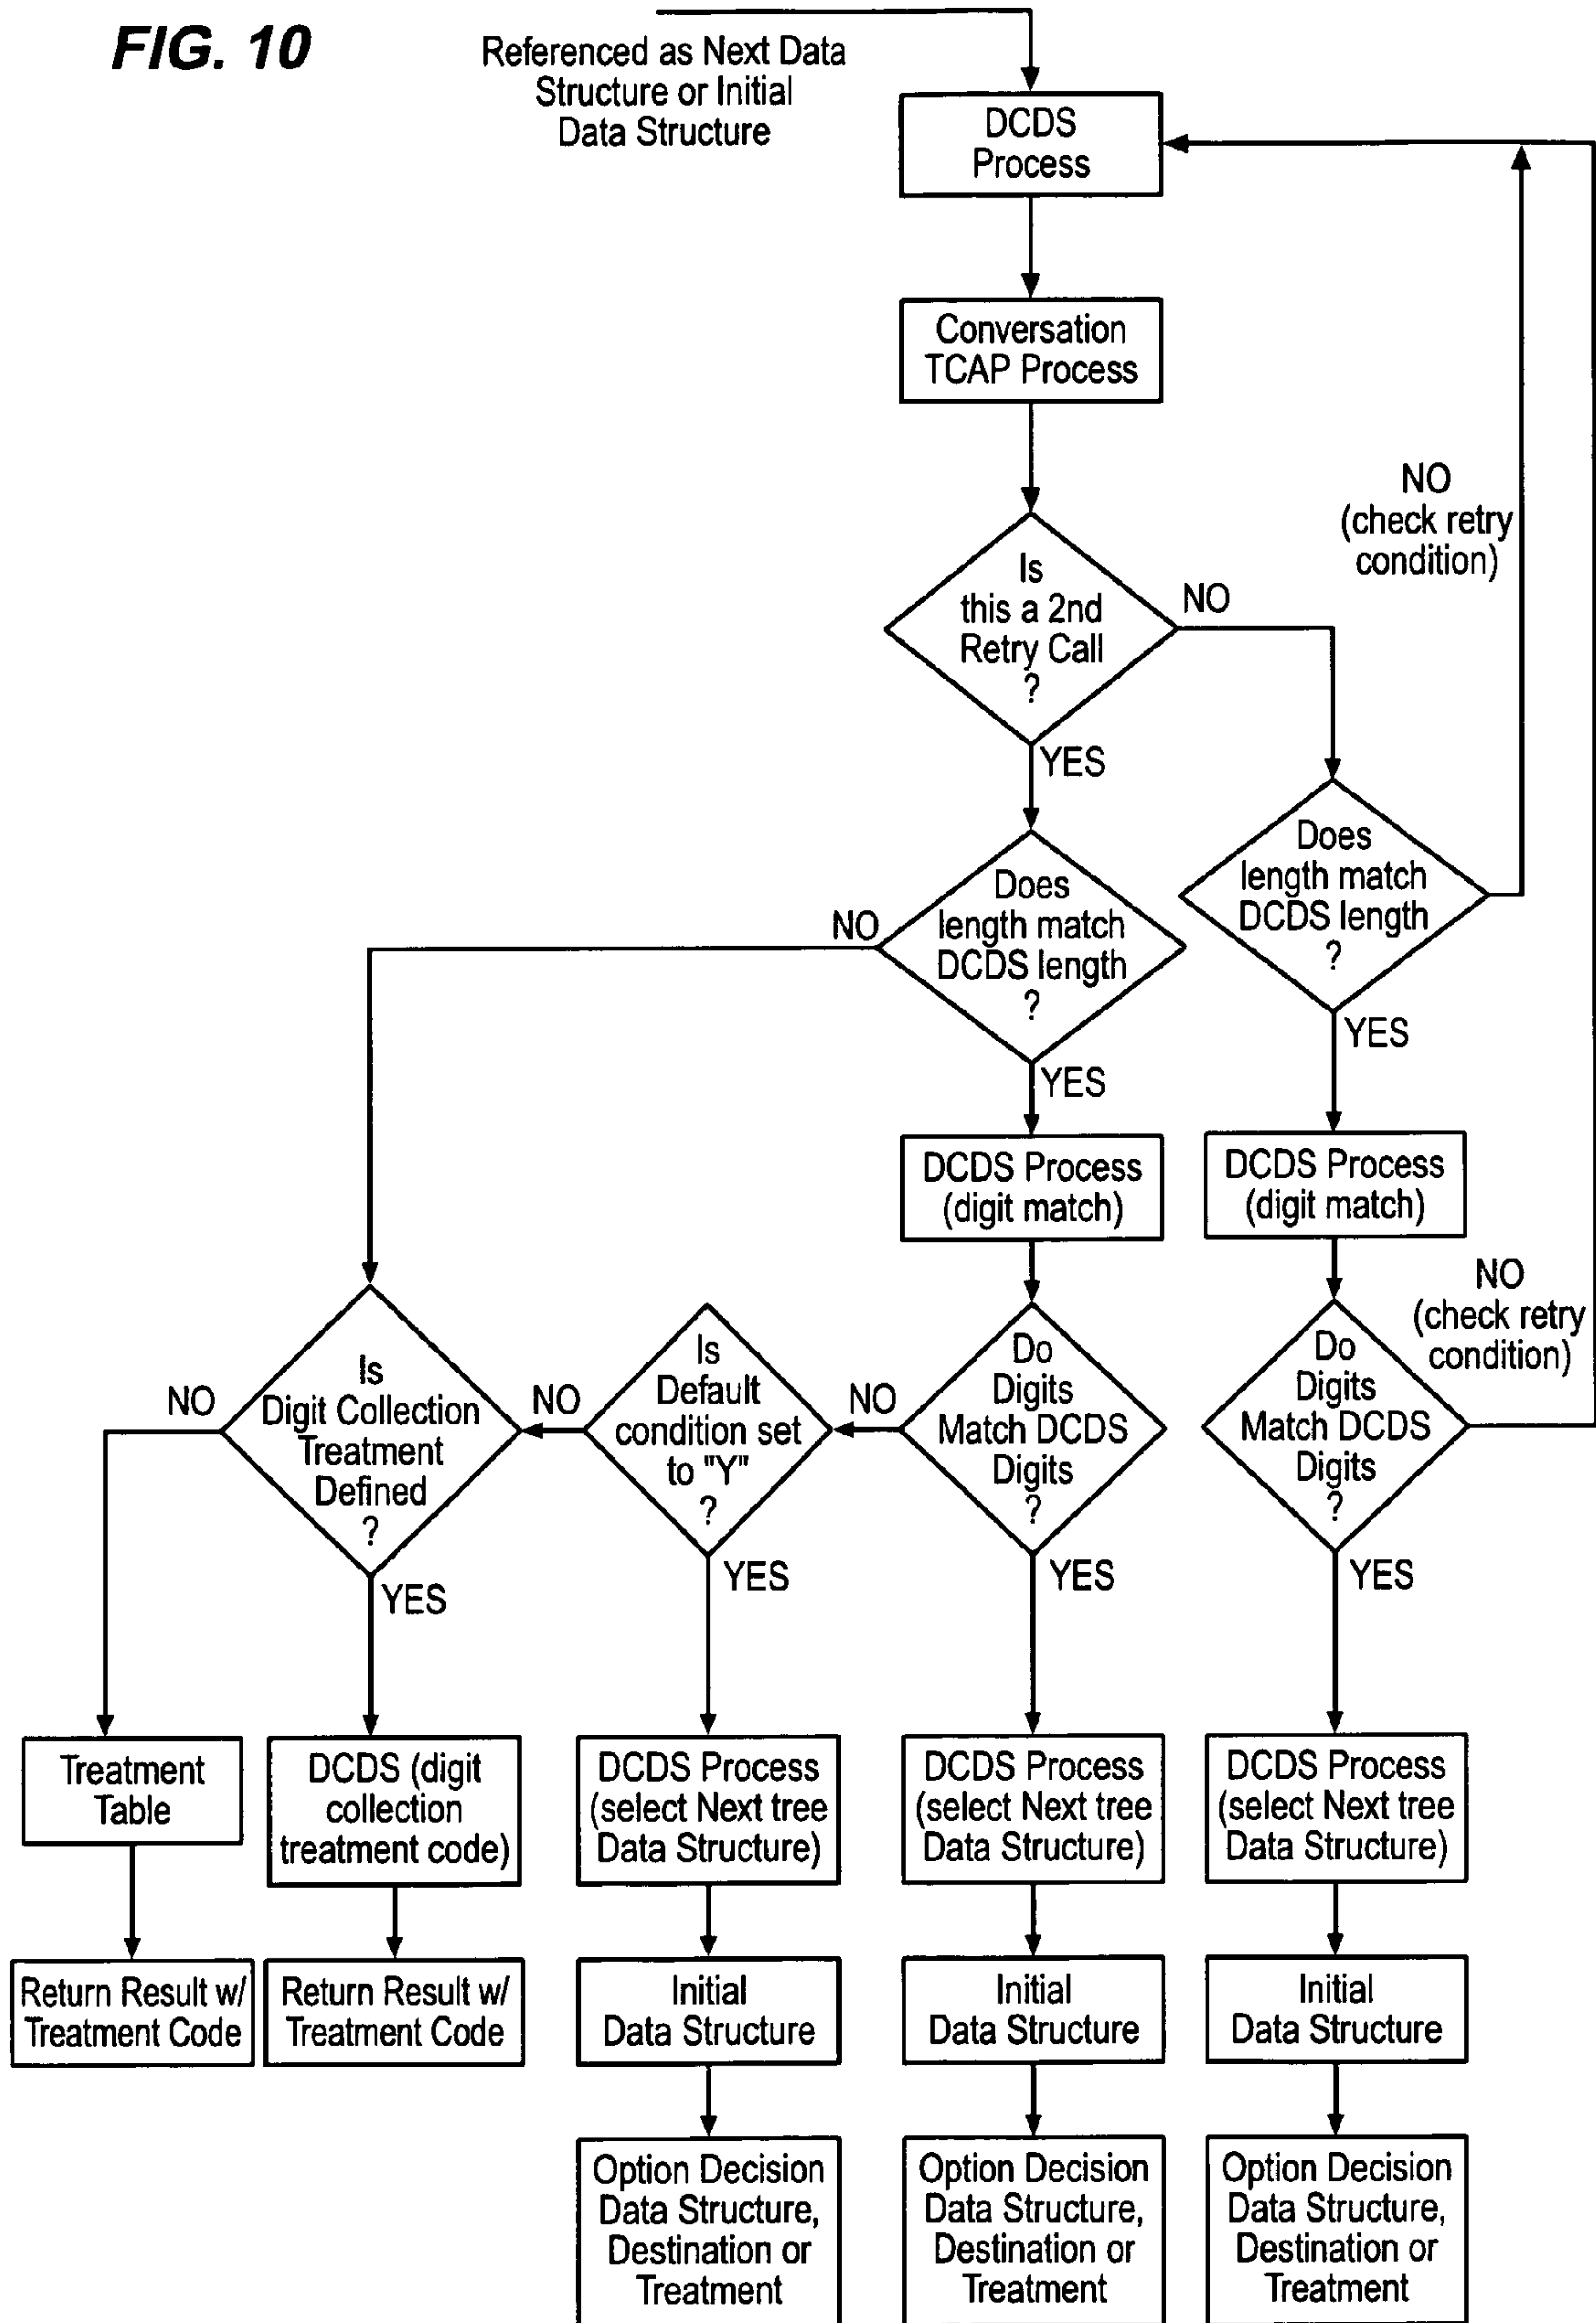 FIG. 10
Referenced as Next Data
Structure or Initial
Data Structure
DCDS
Process
Conversation
TCAP Process
NO
(check retry
condition)
Is
this a 2nd
Retry Call
?
NO
YES
Does
length match
DCDS length
?
YES
Does
length match
DCDS length
?
NO
YES
DCDS Process
(digit match)
DCDS Process
(digit match)
NO
(check retry
condition)
Is
Digit Collection
Treatment
Defined
?
NO
YES
Is
Default
condition set
to "Y"
?
NO
YES
Do
Digits
Match DCDS
Digits
?
NO
YES
Do
Digits
Match DCDS
Digits
?
YES
Treatment
Table
DCDS (digit
collection
treatment code)
DCDS Process
(select Next tree
Data Structure)
DCDS Process
(select Next tree
Data Structure)
DCDS Process
(select Next tree
Data Structure)
Return Result w/
Treatment Code
Return Result w/
Treatment Code
Initial
Data Structure
Initial
Data Structure
Initial
Data Structure
Option Decision
Data Structure,
Destination or
Treatment
Option Decision
Data Structure,
Destination or
Treatment
Option Decision
Data Structure,
Destination or
Treatment